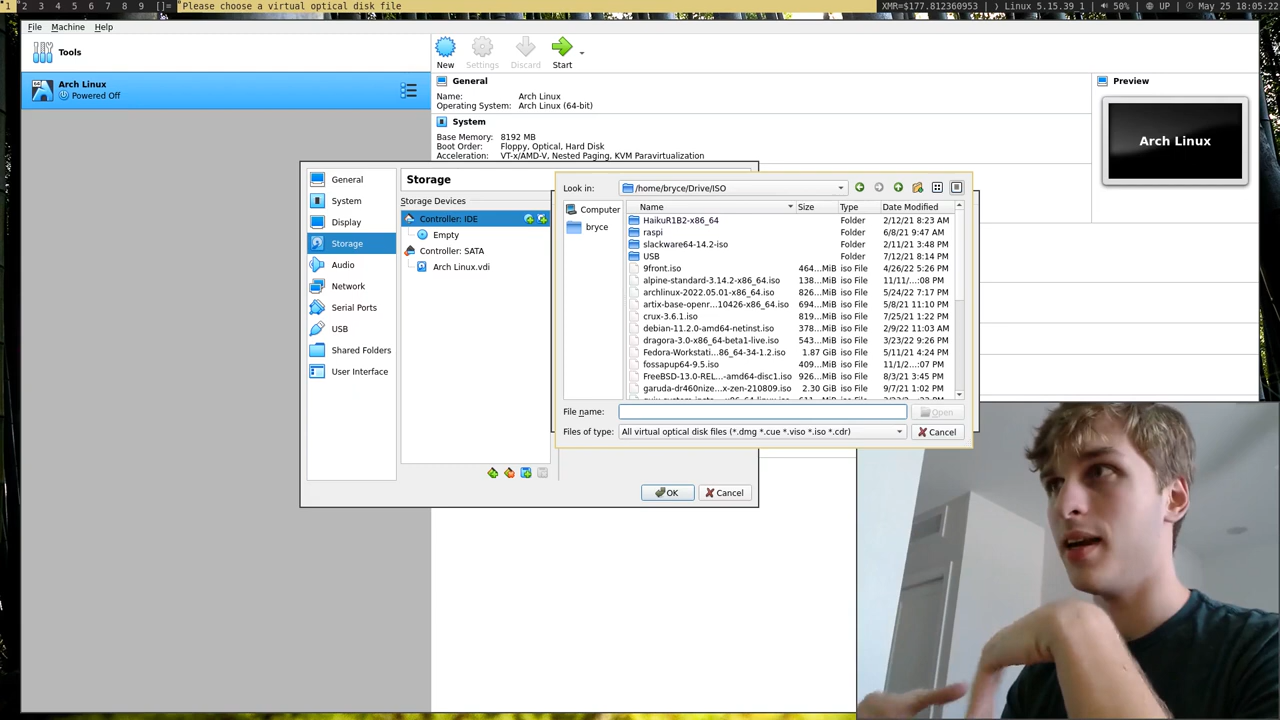 1 2 3 4 5 6 7 8 9 []= Please choose a virtual optical disk file XMR=$177.812360953 | Linux 5.15.39 1 | 50% | UP | May 25 18:05:22
File Machine Help
Tools
New Settings Discard Start
Arch Linux
Powered Off
General
Name: Arch Linux
Operating System: Arch Linux (64-bit)
System
Base Memory: 8192 MB
Boot Order: Floppy, Optical, Hard Disk
Acceleration: VT-x/AMD-V, Nested Paging, KVM Paravirtualization
Preview
Arch Linux
General
System
Display
Storage
Audio
Network
Serial Ports
USB
Shared Folders
User Interface
Storage
Storage Devices
Controller: IDE
Empty
Controller: SATA
Arch Linux.vdi
OK Cancel
Look in: /home/bryce/Drive/ISO
Computer
bryce
Name Size Type Date Modified
HaikuR1B2-x86_64 Folder 2/12/21 8:23 AM
raspi Folder 6/8/21 9:47 AM
slackware64-14.2-iso Folder 2/11/21 3:48 PM
USB Folder 7/12/21 8:14 PM
9front.iso 464...MiB iso File 4/26/22 5:26 PM
alpine-standard-3.14.2-x86_64.iso 138...MiB iso File 11/11/...:08 PM
archlinux-2022.05.01-x86_64.iso 826...MiB iso File 5/24/22 7:17 PM
artix-base-openr...10426-x86_64.iso 694...MiB iso File 5/8/21 11:10 PM
crux-3.6.1.iso 819...MiB iso File 7/25/21 1:22 PM
debian-11.2.0-amd64-netinst.iso 378...MiB iso File 2/9/22 11:03 AM
dragora-3.0-x86_64-beta1-live.iso 543...MiB iso File 3/23/22 9:26 PM
Fedora-Workstati...86_64-34-1.2.iso 1.87 GiB iso File 5/11/21 4:24 PM
fossapup64-9.5.iso 409...MiB iso File 11/1/2...:07 PM
FreeBSD-13.0-REL...-amd64-disc1.iso 926...MiB iso File 8/3/21 3:45 PM
garuda-dr460nize...x-zen-210809.iso 2.30 GiB iso File 9/7/21 1:02 PM
File name: Open
Files of type: All virtual optical disk files (*.dmg *.cue *.viso *.iso *.cdr) Cancel